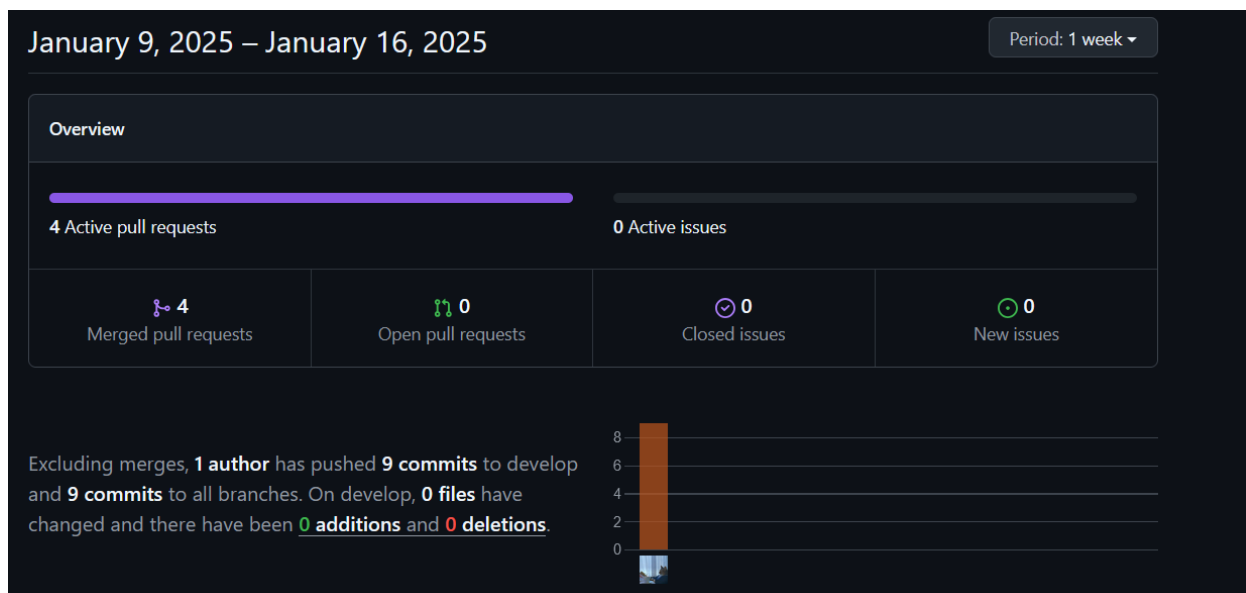 January 9, 2025 – January 16, 2025
Period: 1 week
Overview
4 Active pull requests
0 Active issues
4
Merged pull requests
0
Open pull requests
0
Closed issues
0
New issues
Excluding merges, 1 author has pushed 9 commits to develop
and 9 commits to all branches. On develop, 0 files have
changed and there have been 0 additions and 0 deletions.
8
6
4
2
0